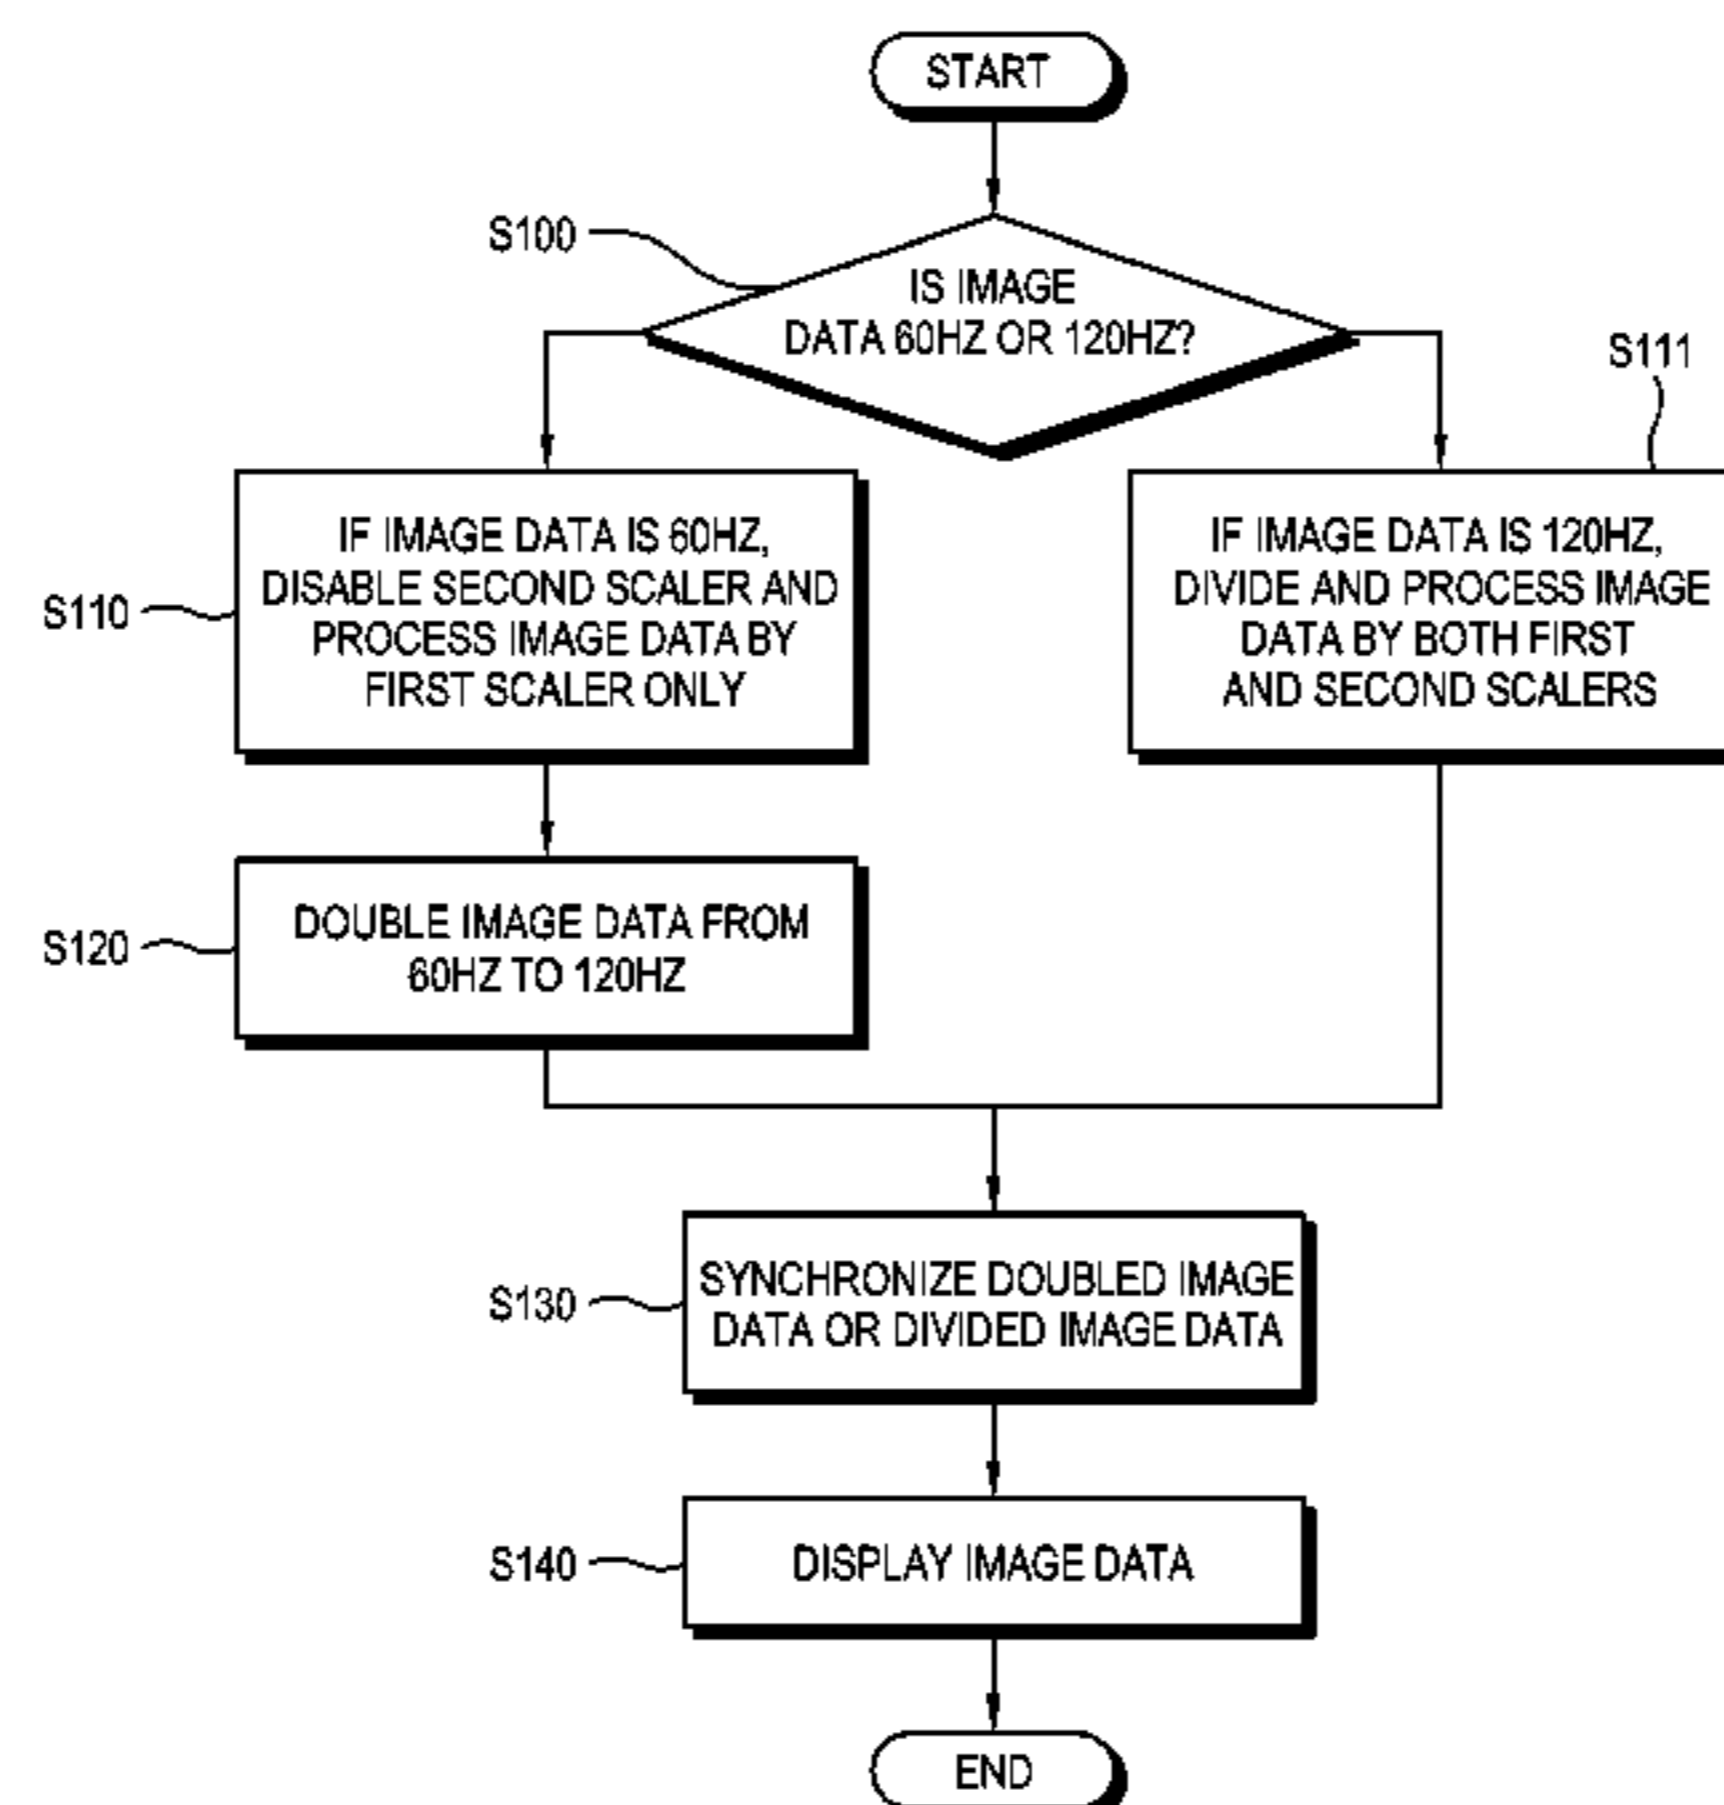 START
S100
IS IMAGE
DATA 60HZ OR 120HZ?
S111
S110
IF IMAGE DATA IS 60HZ,
DISABLE SECOND SCALER AND
PROCESS IMAGE DATA BY
FIRST SCALER ONLY
IF IMAGE DATA IS 120HZ,
DIVIDE AND PROCESS IMAGE
DATA BY BOTH FIRST
AND SECOND SCALERS
S120
DOUBLE IMAGE DATA FROM
60HZ TO 120HZ
S130
SYNCHRONIZE DOUBLED IMAGE
DATA OR DIVIDED IMAGE DATA
S140
DISPLAY IMAGE DATA
END